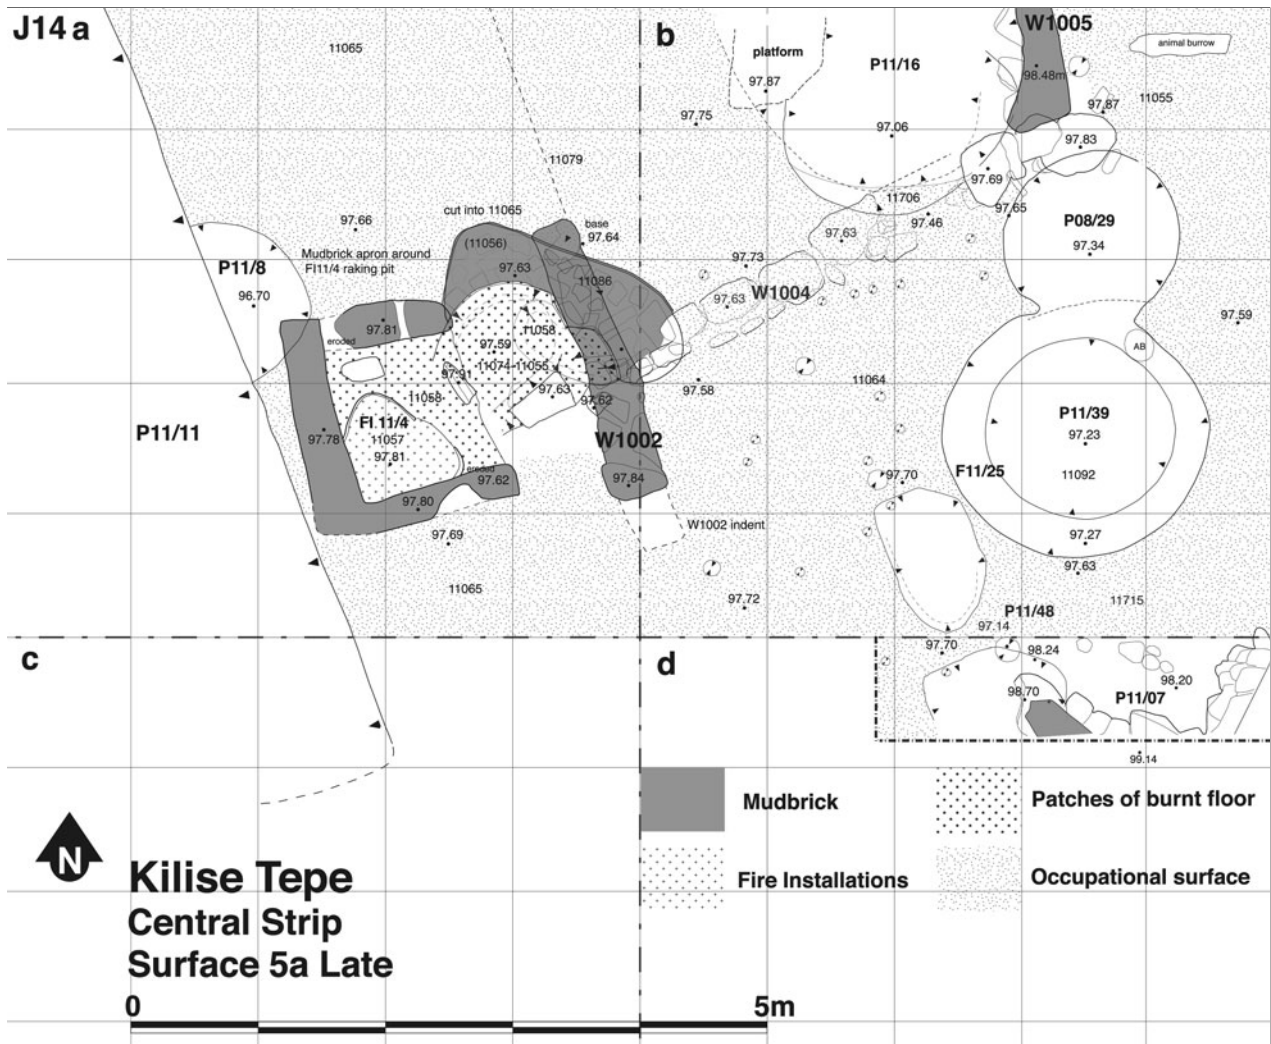 J14 a
b
W1005
11065
platform
P11/16
animal burrow
97.87
98.48m
97.87
11055
97.75
97.06
97.83
11079
97.69
11706
97.65
cut into 11065
97.66
base
97.64
97.63
97.46
P08/29
(11056)
97.34
Mudbrick apron around
FI11/4 raking pit
P11/8
97.63
97.73
11086
W1004
96.70
97.63
97.59
97.81
11058
eroded
97.59
AB
11074-11055
97.91
97.58
11064
11058
97.63
97.62
P11/39
FI 11/4
P11/11
97.78
11057
W1002
97.23
97.81
eroded
97.62
97.84
97.70
F11/25
11092
97.80
W1002 indent
97.69
97.27
97.63
11065
97.72
11715
P11/48
97.14
c
d
97.70
98.24
98.20
98.70
P11/07
99.14
Mudbrick
Patches of burnt floor
N
Kilise Tepe
Fire Installations
Occupational surface
Central Strip
Surface 5a Late
0
5m